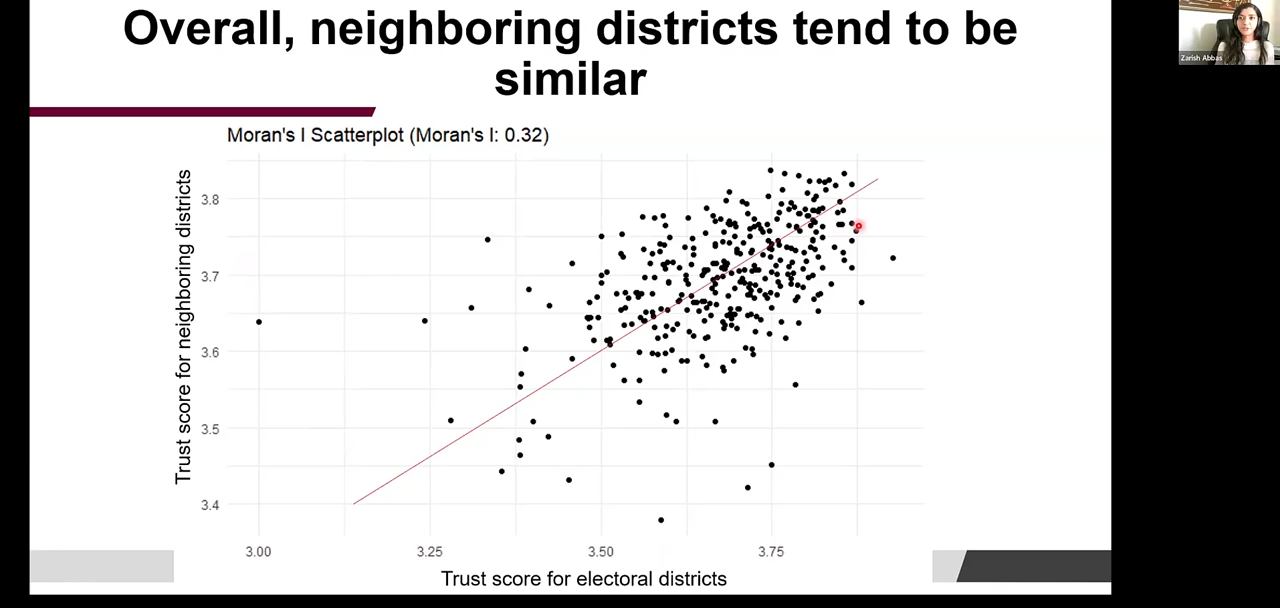 Overall, neighboring districts tend to be
similar
Zarish Abbas
Moran's I Scatterplot (Moran's I: 0.32)
Trust score for neighboring districts
3.8
3.7
3.6
3.5
3.4
3.00
3.25
3.50
3.75
Trust score for electoral districts